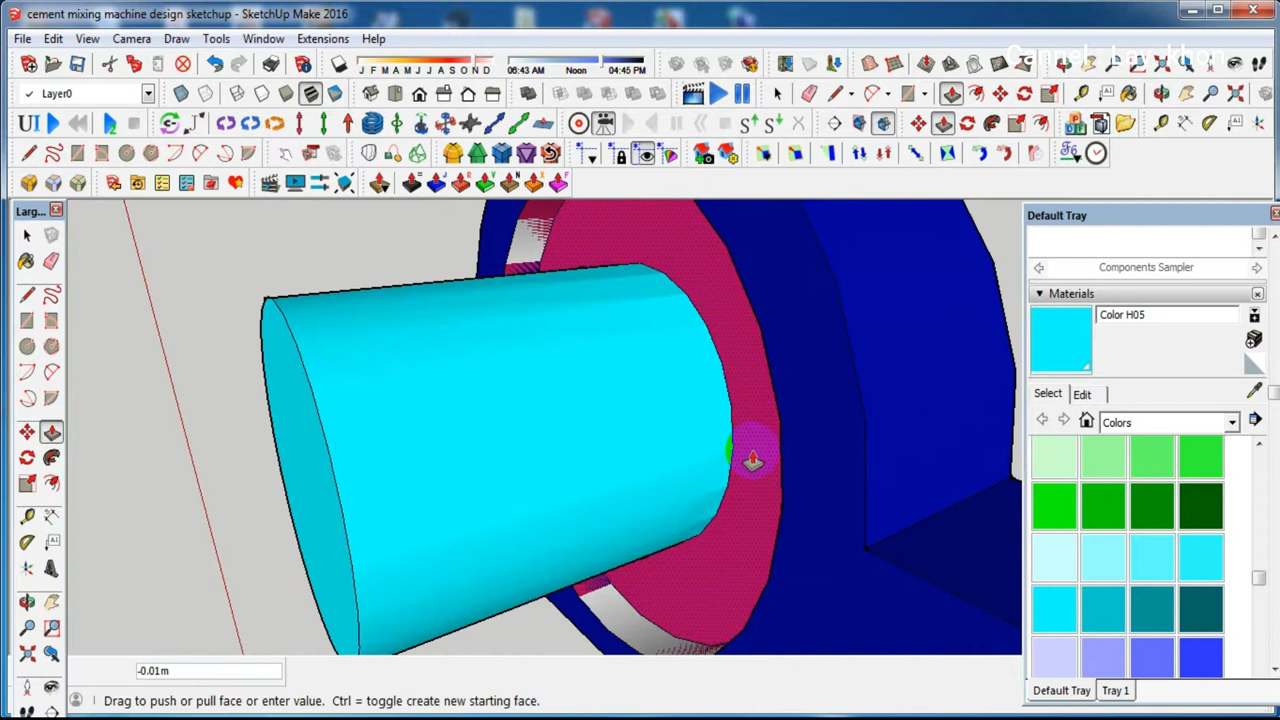 cement mixing machine design sketchup - SketchUp Make 2016
File Edit View Camera Draw Tools Window Extensions Help
J F M A M J J A S O N D
06:43 AM Noon 04:45 PM
Layer0
UI
Larg...
Default Tray
Components Sampler
Materials
Color H05
Select Edit
Colors
Default Tray Tray 1
-0.01m
Drag to push or pull face or enter value. Ctrl = toggle create new starting face.